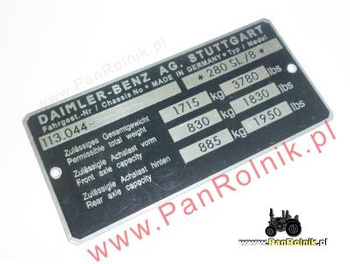 www.PanRolnik.pl
DAIMLER-BENZ AG. STUTTGART
Fahrgest.-Nr / Chassis No • MADE IN GERMANY • Typ / Model
113.044- * 280 SL/8 *
Zulässiges Gesamtgewicht
Permissible total weight 1715 kg 3780 lbs
Zulässige Achslast vorn
Front axle capacity 830 kg 1830 lbs
Zulässige Achslast hinten
Rear axle capacity 885 kg 1950 lbs
www.PanRolnik.pl
PanRolnik.pl